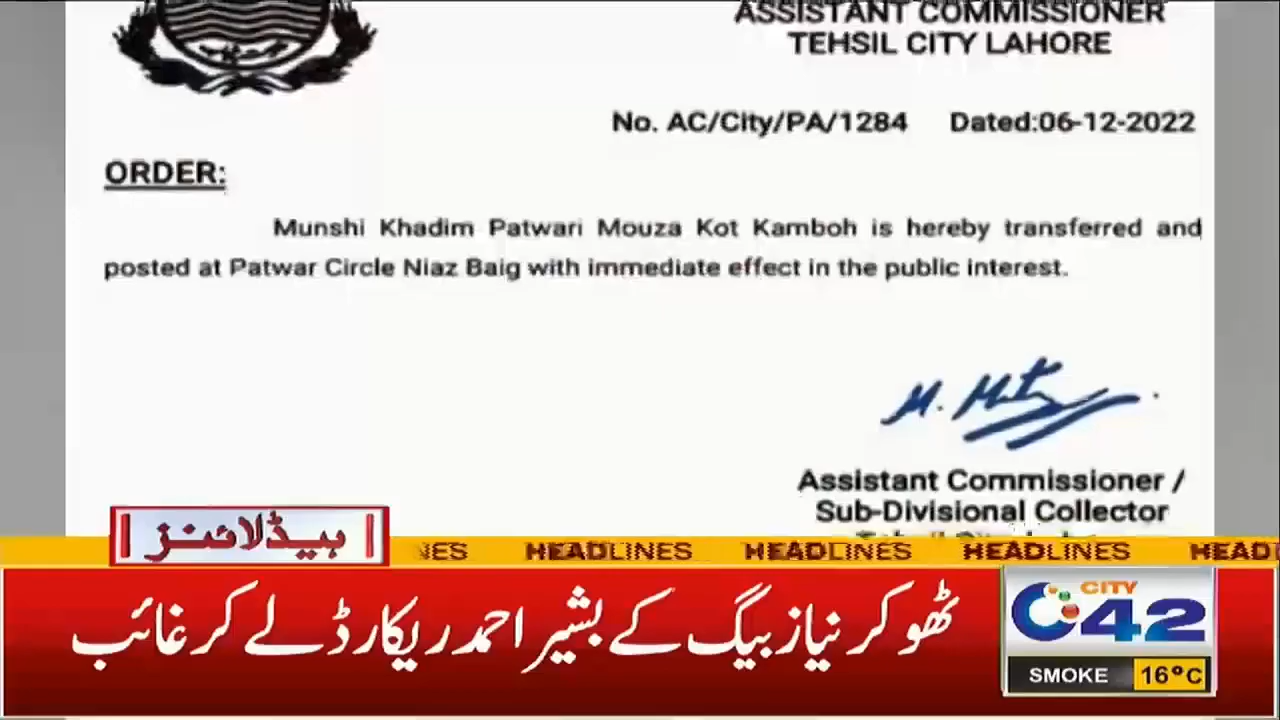 ASSISTANT COMMISSIONER
TEHSIL CITY LAHORE
No. AC/City/PA/1284 Dated:06-12-2022
ORDER:
Munshi Khadim Patwari Mouza Kot Kamboh is hereby transferred and
posted at Patwar Circle Niaz Baig with immediate effect in the public interest.
Assistant Commissioner /
Sub-Divisional Collector
ہیڈلائنز
NES HEADLINES HEADLINES HEADLINES HEAD
ٹھوکر نیاز بیگ کے بشیر احمد ریکارڈ لے کر غائب
CITY
42
SMOKE 16°C